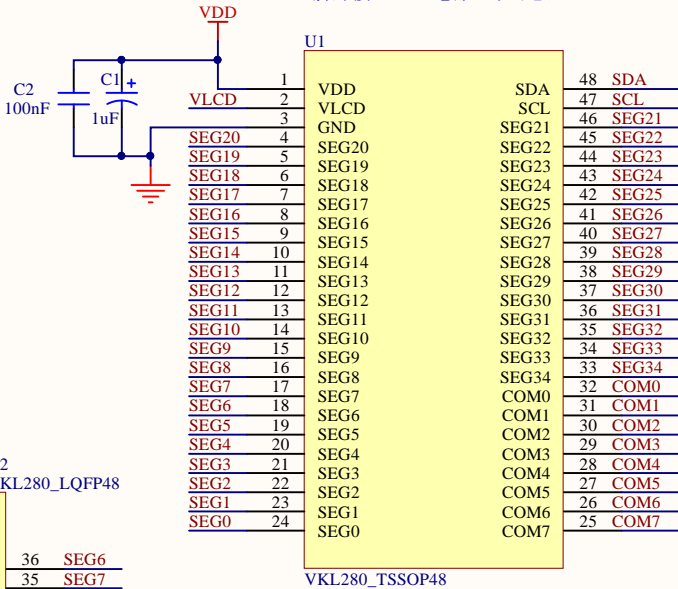 VDD
U1
C2
100nF
C1
+
1uF
1 VDD SDA 48 SDA
VLCD 2 VLCD SCL 47 SCL
3 GND SEG21 46 SEG21
SEG20 4 SEG20 SEG22 45 SEG22
SEG19 5 SEG19 SEG23 44 SEG23
SEG18 6 SEG18 SEG24 43 SEG24
SEG17 7 SEG17 SEG25 42 SEG25
SEG16 8 SEG16 SEG26 41 SEG26
SEG15 9 SEG15 SEG27 40 SEG27
SEG14 10 SEG14 SEG28 39 SEG28
SEG13 11 SEG13 SEG29 38 SEG29
SEG12 12 SEG12 SEG30 37 SEG30
SEG11 13 SEG11 SEG31 36 SEG31
SEG10 14 SEG10 SEG32 35 SEG32
SEG9 15 SEG9 SEG33 34 SEG33
SEG8 16 SEG8 SEG34 33 SEG34
SEG7 17 SEG7 COM0 32 COM0
SEG6 18 SEG6 COM1 31 COM1
SEG5 19 SEG5 COM2 30 COM2
SEG4 20 SEG4 COM3 29 COM3
SEG3 21 SEG3 COM4 28 COM4
SEG2 22 SEG2 COM5 27 COM5
SEG1 23 SEG1 COM6 26 COM6
SEG0 24 SEG0 COM7 25 COM7
VKL280_TSSOP48
2
KL280_LQFP48
36 SEG6
35 SEG7